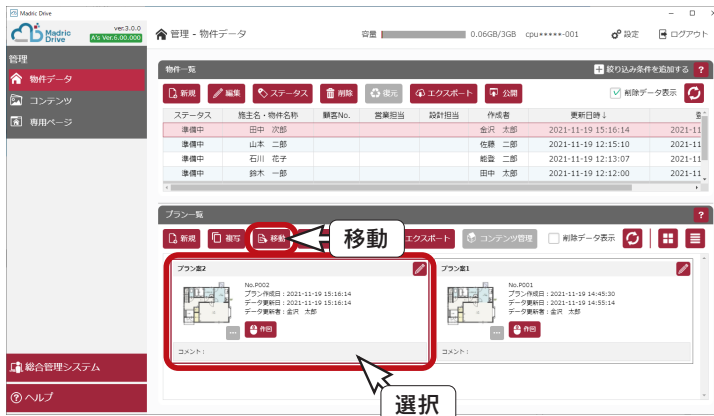 Madric Drive
Madric Drive
ver.3.0.0
A's Ver.6.00.000
管理 - 物件データ
容量
0.06GB/3GB
cpu*****-001
設定
ログアウト
管理
物件データ
コンテンツ
専用ページ
総合管理システム
ヘルプ
物件一覧
絞り込み条件を追加する
?
新規
編集
ステータス
削除
復元
エクスポート
公開
削除データ表示
ステータス 施主名・物件名称 顧客No. 営業担当 設計担当 作成者 更新日時↓
準備中 田中 次郎 金沢 太郎 2021-11-19 15:16:14 2021-11
準備中 山本 二郎 佐藤 二郎 2021-11-19 12:15:10 2021-11
準備中 石川 花子 能登 二郎 2021-11-19 12:13:07 2021-11
準備中 鈴木 一郎 田中 太郎 2021-11-19 12:12:00 2021-11
プラン一覧
?
新規
複写
移動
移動
エクスポート
コンテンツ管理
削除データ表示
プラン案2
No.P002
プラン作成日：2021-11-19 15:16:14
データ更新日：2021-11-19 15:16:14
データ更新者：金沢 太郎
作図
コメント：
プラン案1
No.P001
プラン作成日：2021-11-19 14:45:30
データ更新日：2021-11-19 14:55:14
データ更新者：金沢 太郎
作図
コメント：
選択